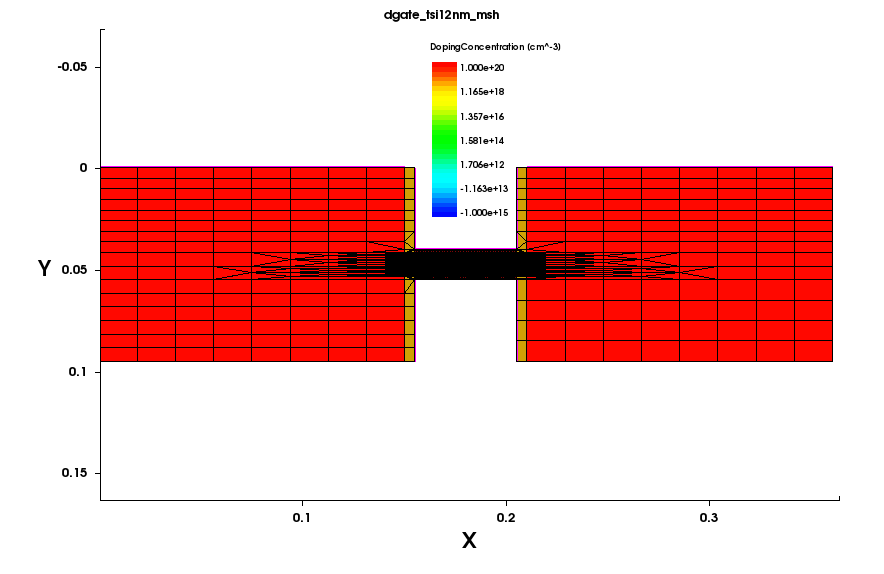 dgate_tsi12nm_msh
DopingConcentration (cm^-3)
1.000e+20
1.165e+18
1.357e+16
1.581e+14
1.706e+12
-1.163e+13
-1.000e+15
-0.05
0
0.05
0.1
0.15
Y
0.1 0.2 0.3
X